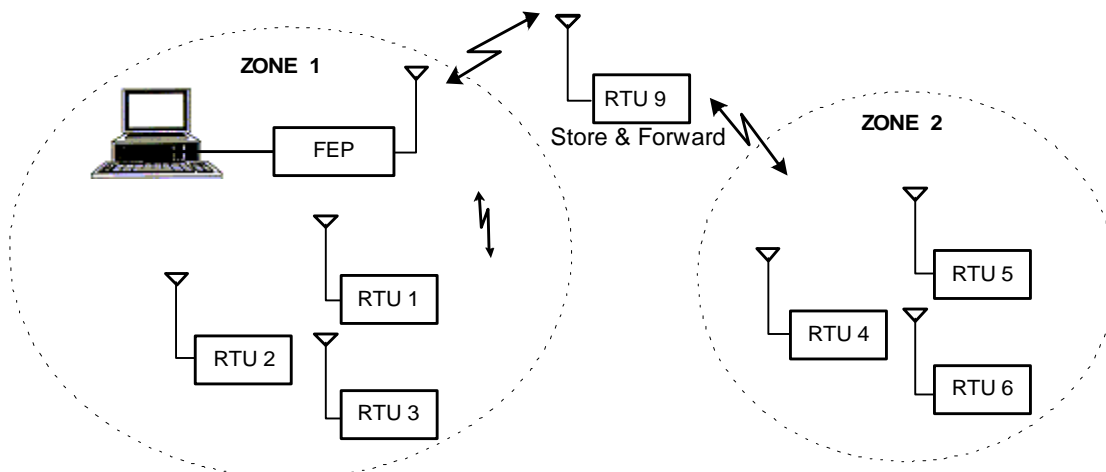 ZONE 1
FEP
RTU 1
RTU 2
RTU 3
RTU 9
Store & Forward
ZONE 2
RTU 5
RTU 4
RTU 6